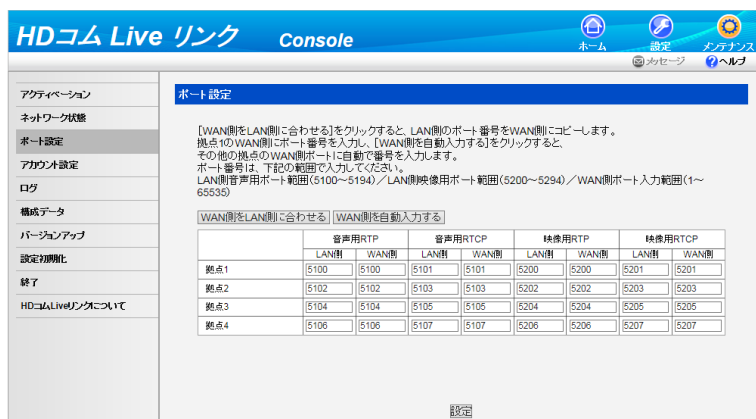 HDコム Live リンク Console
ホーム 設定 メンテナンス
メッセージ ヘルプ
アクティベーション
ネットワーク状態
ポート設定
アカウント設定
ログ
構成データ
バージョンアップ
設定初期化
終了
HDコムLiveリンクについて
ポート設定
[WAN側をLAN側に合わせる]をクリックすると、LAN側のポート番号をWAN側にコピーします。
拠点1のWAN側にポート番号を入力し、[WAN側を自動入力する]をクリックすると、
その他の拠点のWAN側ポートに自動で番号を入力します。
ポート番号は、下記の範囲で入力してください。
LAN側音声用ポート範囲(5100～5194)／LAN側映像用ポート範囲(5200～5294)／WAN側ポート入力範囲(1～
65535)
WAN側をLAN側に合わせる WAN側を自動入力する
音声用RTP 音声用RTCP 映像用RTP 映像用RTCP
LAN側 WAN側 LAN側 WAN側 LAN側 WAN側 LAN側 WAN側
拠点1 5100 5100 5101 5101 5200 5200 5201 5201
拠点2 5102 5102 5103 5103 5202 5202 5203 5203
拠点3 5104 5104 5105 5105 5204 5204 5205 5205
拠点4 5106 5106 5107 5107 5206 5206 5207 5207
設定